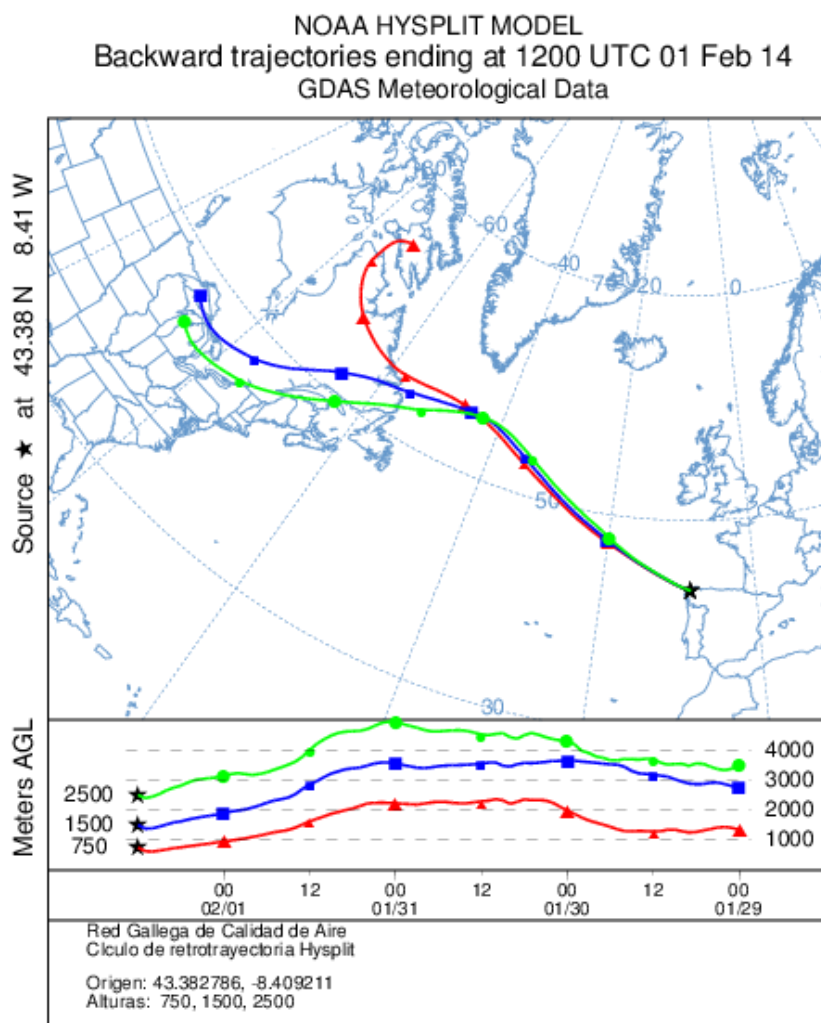 NOAA HYSPLIT MODEL
Backward trajectories ending at 1200 UTC 01 Feb 14
GDAS Meteorological Data
Source ★ at 43.38 N 8.41 W
60
40
20
0
50
30
Meters AGL
2500
1500
750
4000
3000
2000
1000
00 12 00 12 00 12 00
02/01 01/31 01/30 01/29
Red Gallega de Calidad de Aire
Clculo de retrotrayectoria Hysplit
Origen: 43.382786, -8.409211
Alturas: 750, 1500, 2500